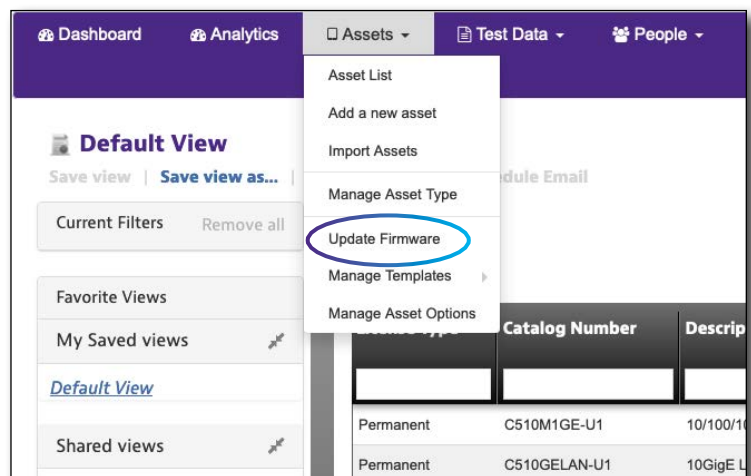 Dashboard Analytics Assets Test Data People
Asset List
Add a new asset
Import Assets
Manage Asset Type
Update Firmware
Manage Templates
Manage Asset Options
Default View
Save view | Save view as... |
Current Filters Remove all
Favorite Views
My Saved views
Default View
Shared views
Catalog Number
Permanent C510M1GE-U1
Permanent C510GELAN-U1 10GigE